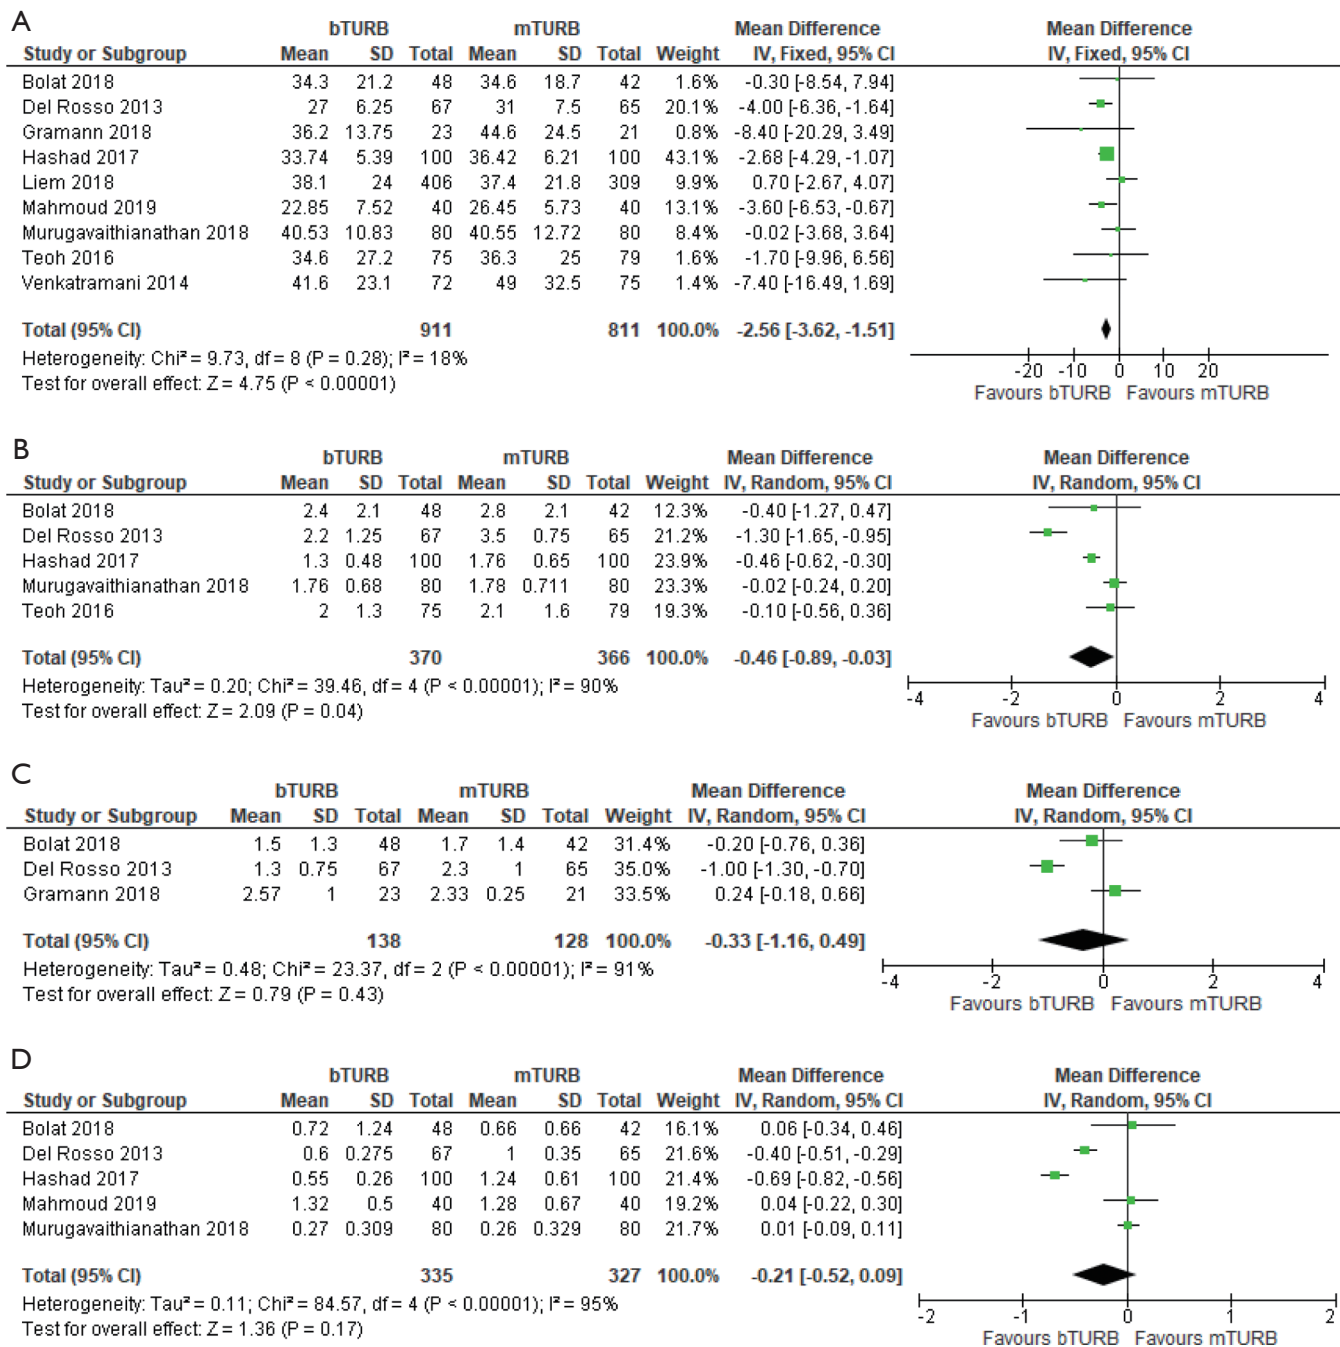 A
bTURB mTURB Mean Difference Mean Difference
Study or Subgroup Mean SD Total Mean SD Total Weight IV, Fixed, 95% CI IV, Fixed, 95% CI
Bolat 2018 34.3 21.2 48 34.6 18.7 42 1.6% -0.30 [-8.54, 7.94]
Del Rosso 2013 27 6.25 67 31 7.5 65 20.1% -4.00 [-6.36, -1.64]
Gramann 2018 36.2 13.75 23 44.6 24.5 21 0.8% -8.40 [-20.29, 3.49]
Hashad 2017 33.74 5.39 100 36.42 6.21 100 43.1% -2.68 [-4.29, -1.07]
Liem 2018 38.1 24 406 37.4 21.8 309 9.9% 0.70 [-2.67, 4.07]
Mahmoud 2019 22.85 7.52 40 26.45 5.73 40 13.1% -3.60 [-6.53, -0.67]
Murugavaithianathan 2018 40.53 10.83 80 40.55 12.72 80 8.4% -0.02 [-3.68, 3.64]
Teoh 2016 34.6 27.2 75 36.3 25 79 1.6% -1.70 [-9.96, 6.56]
Venkatramani 2014 41.6 23.1 72 49 32.5 75 1.4% -7.40 [-16.49, 1.69]
Total (95% CI) 911 811 100.0% -2.56 [-3.62, -1.51]
Heterogeneity: Chi² = 9.73, df = 8 (P = 0.28); I² = 18%
Test for overall effect: Z = 4.75 (P < 0.00001)
-20 -10 0 10 20
Favours bTURB Favours mTURB
B
bTURB mTURB Mean Difference Mean Difference
Study or Subgroup Mean SD Total Mean SD Total Weight IV, Random, 95% CI IV, Random, 95% CI
Bolat 2018 2.4 2.1 48 2.8 2.1 42 12.3% -0.40 [-1.27, 0.47]
Del Rosso 2013 2.2 1.25 67 3.5 0.75 65 21.2% -1.30 [-1.65, -0.95]
Hashad 2017 1.3 0.48 100 1.76 0.65 100 23.9% -0.46 [-0.62, -0.30]
Murugavaithianathan 2018 1.76 0.68 80 1.78 0.711 80 23.3% -0.02 [-0.24, 0.20]
Teoh 2016 2 1.3 75 2.1 1.6 79 19.3% -0.10 [-0.56, 0.36]
Total (95% CI) 370 366 100.0% -0.46 [-0.89, -0.03]
Heterogeneity: Tau² = 0.20; Chi² = 39.46, df = 4 (P < 0.00001); I² = 90%
Test for overall effect: Z = 2.09 (P = 0.04)
-4 -2 0 2 4
Favours bTURB Favours mTURB
C
bTURB mTURB Mean Difference Mean Difference
Study or Subgroup Mean SD Total Mean SD Total Weight IV, Random, 95% CI IV, Random, 95% CI
Bolat 2018 1.5 1.3 48 1.7 1.4 42 31.4% -0.20 [-0.76, 0.36]
Del Rosso 2013 1.3 0.75 67 2.3 1 65 35.0% -1.00 [-1.30, -0.70]
Gramann 2018 2.57 1 23 2.33 0.25 21 33.5% 0.24 [-0.18, 0.66]
Total (95% CI) 138 128 100.0% -0.33 [-1.16, 0.49]
Heterogeneity: Tau² = 0.48; Chi² = 23.37, df = 2 (P < 0.00001); I² = 91%
Test for overall effect: Z = 0.79 (P = 0.43)
-4 -2 0 2 4
Favours bTURB Favours mTURB
D
bTURB mTURB Mean Difference Mean Difference
Study or Subgroup Mean SD Total Mean SD Total Weight IV, Random, 95% CI IV, Random, 95% CI
Bolat 2018 0.72 1.24 48 0.66 0.66 42 16.1% 0.06 [-0.34, 0.46]
Del Rosso 2013 0.6 0.275 67 1 0.35 65 21.6% -0.40 [-0.51, -0.29]
Hashad 2017 0.55 0.26 100 1.24 0.61 100 21.4% -0.69 [-0.82, -0.56]
Mahmoud 2019 1.32 0.5 40 1.28 0.67 40 19.2% 0.04 [-0.22, 0.30]
Murugavaithianathan 2018 0.27 0.309 80 0.26 0.329 80 21.7% 0.01 [-0.09, 0.11]
Total (95% CI) 335 327 100.0% -0.21 [-0.52, 0.09]
Heterogeneity: Tau² = 0.11; Chi² = 84.57, df = 4 (P < 0.00001); I² = 95%
Test for overall effect: Z = 1.36 (P = 0.17)
-2 -1 0 1 2
Favours bTURB Favours mTURB